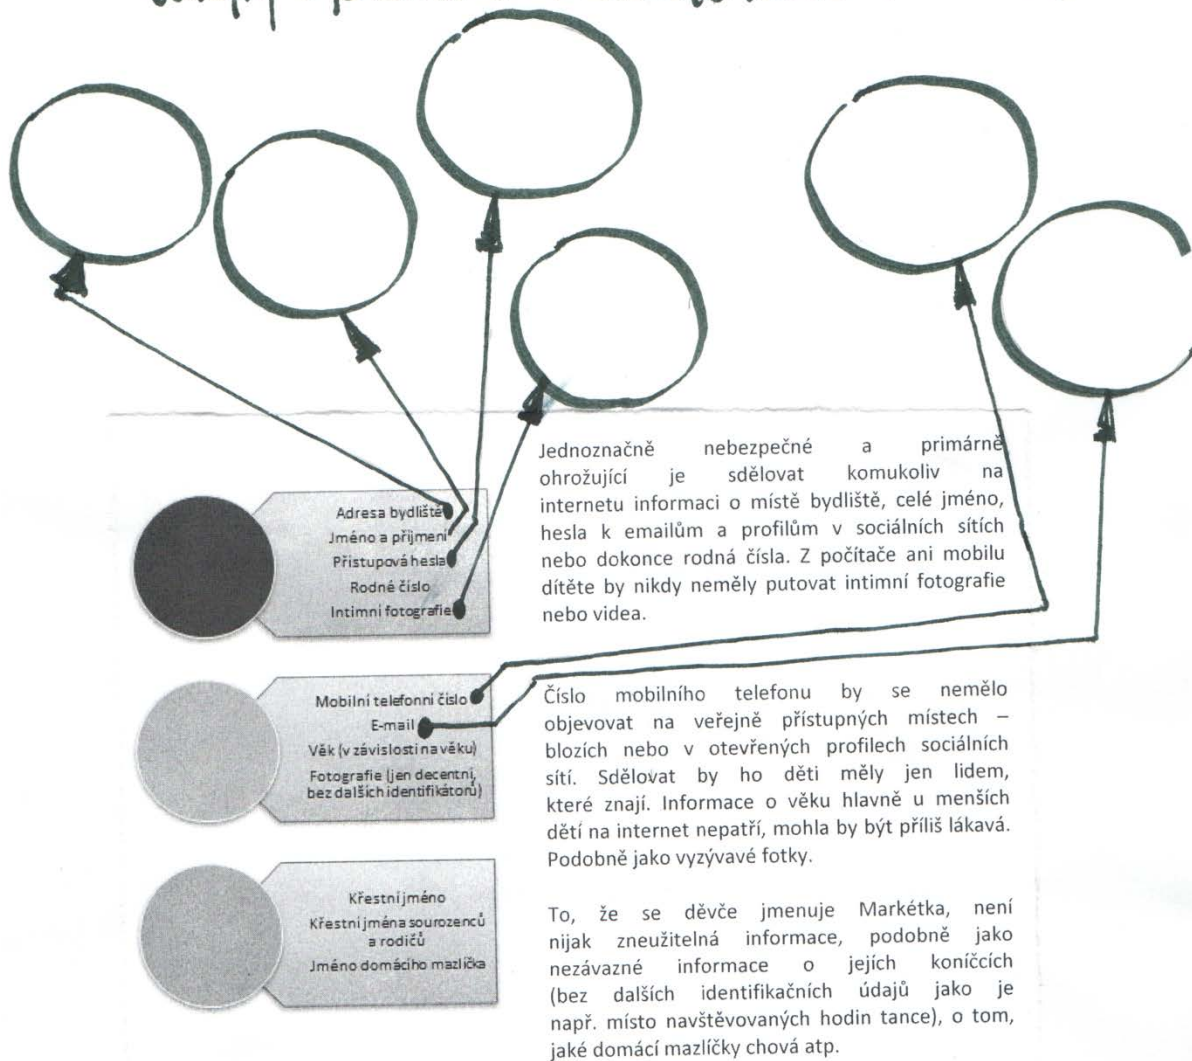 Adresa bydliště
Jméno a přijmení
Přístupová hesla
Rodné číslo
Intimní fotografie
Jednoznačně nebezpečné a primárně
ohrožující je sdělovat komukoliv na
internetu informaci o místě bydliště, celé jméno,
hesla k emailům a profilům v sociálních sítích
nebo dokonce rodná čísla. Z počítače ani mobilu
dítěte by nikdy neměly putovat intimní fotografie
nebo videa.
Mobilní telefonní číslo
E-mail
Věk (v závislosti na věku)
Fotografie (jen decentní,
bez dalších identifikátorů)
Číslo mobilního telefonu by se nemělo
objevovat na veřejně přístupných místech –
blozích nebo v otevřených profilech sociálních
sítí. Sdělovat by ho děti měly jen lidem,
které znají. Informace o věku hlavně u menších
dětí na internet nepatří, mohla by být příliš lákavá.
Podobně jako vyzývavé fotky.
Křestní jméno
Křestní jména sourozenců
a rodičů
Jméno domácího mazlíčka
To, že se děvče jmenuje Markétka, není
nijak zneužitelná informace, podobně jako
nezávazné informace o jejích koníčcích
(bez dalších identifikačních údajů jako je
např. místo navštěvovaných hodin tance), o tom,
jaké domácí mazlíčky chová atp.